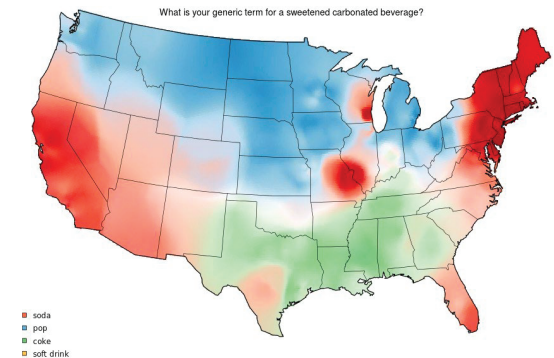 What is your generic term for a sweetened carbonated beverage?
soda
pop
coke
soft drink